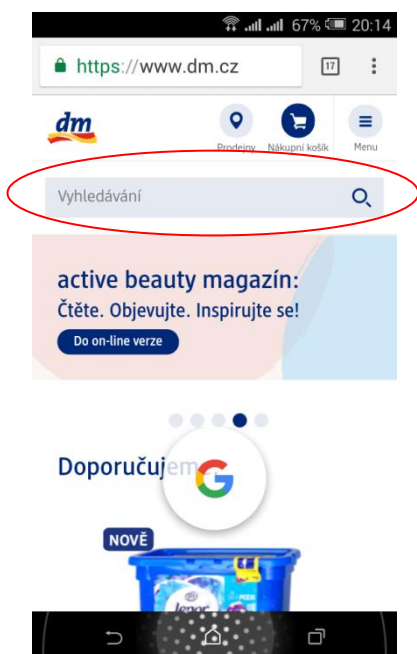 67% 20:14
https://www.dm.cz 17
dm
Prodejny Nákupní košík Menu
Vyhledávání
active beauty magazín:
Čtěte. Objevujte. Inspirujte se!
Do on-line verze
Doporučujeme
G
NOVĚ
lenor